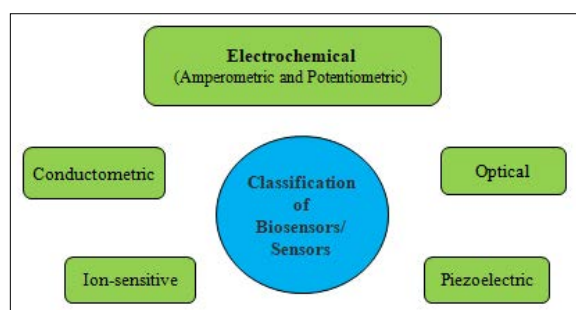 Electrochemical
(Amperometric and Potentiometric)
Conductometric
Classification
of
Biosensors/
Sensors
Optical
Ion-sensitive
Piezoelectric